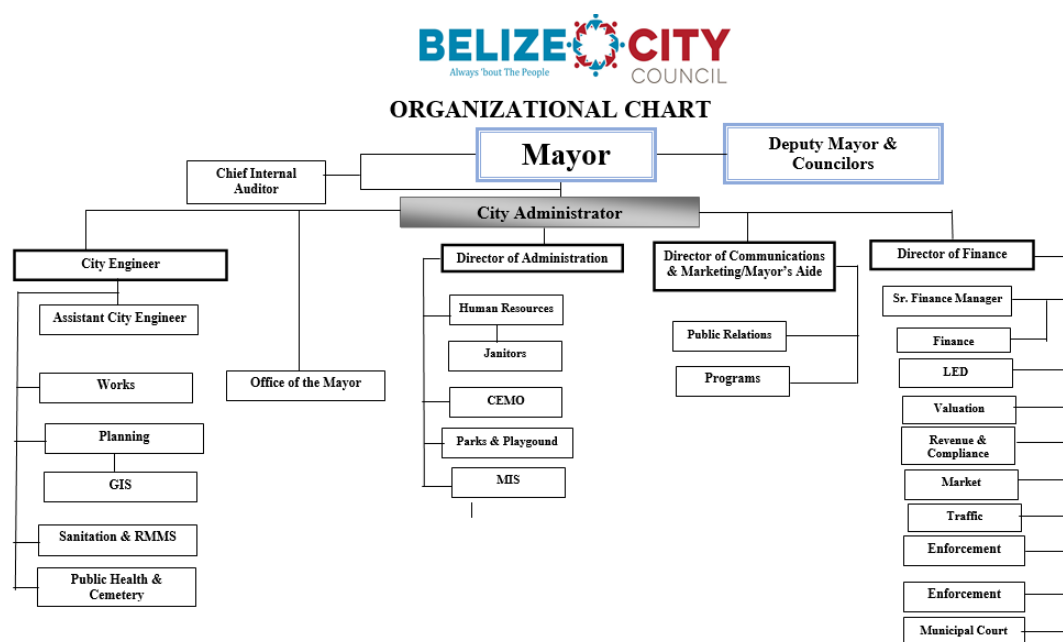 BELIZE CITY
Always 'bout The People
COUNCIL
ORGANIZATIONAL CHART
Mayor
Deputy Mayor &
Councilors
Chief Internal
Auditor
City Administrator
City Engineer
Director of Administration
Director of Communications
& Marketing/Mayor's Aide
Director of Finance
Assistant City Engineer
Works
Planning
GIS
Sanitation & RMMS
Public Health &
Cemetery
Office of the Mayor
Human Resources
Janitors
CEMO
Parks & Playgound
MIS
Public Relations
Programs
Sr. Finance Manager
Finance
LED
Valuation
Revenue &
Compliance
Market
Traffic
Enforcement
Enforcement
Municipal Court